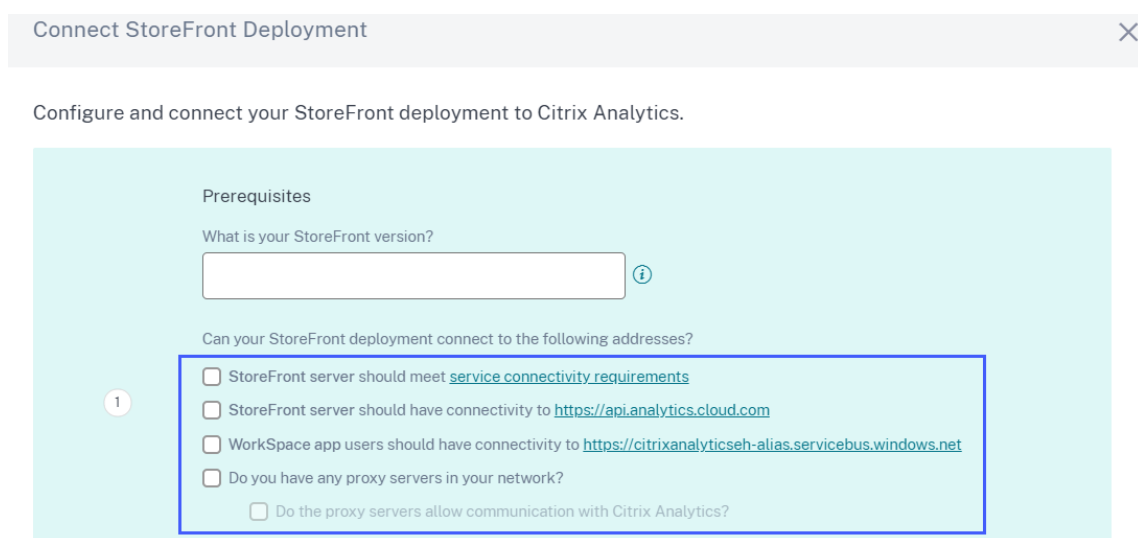 Connect StoreFront Deployment
Configure and connect your StoreFront deployment to Citrix Analytics.
Prerequisites
What is your StoreFront version?
i
Can your StoreFront deployment connect to the following addresses?
StoreFront server should meet service connectivity requirements
1
StoreFront server should have connectivity to https://api.analytics.cloud.com
WorkSpace app users should have connectivity to https://citrixanalyticseh-alias.servicebus.windows.net
Do you have any proxy servers in your network?
Do the proxy servers allow communication with Citrix Analytics?